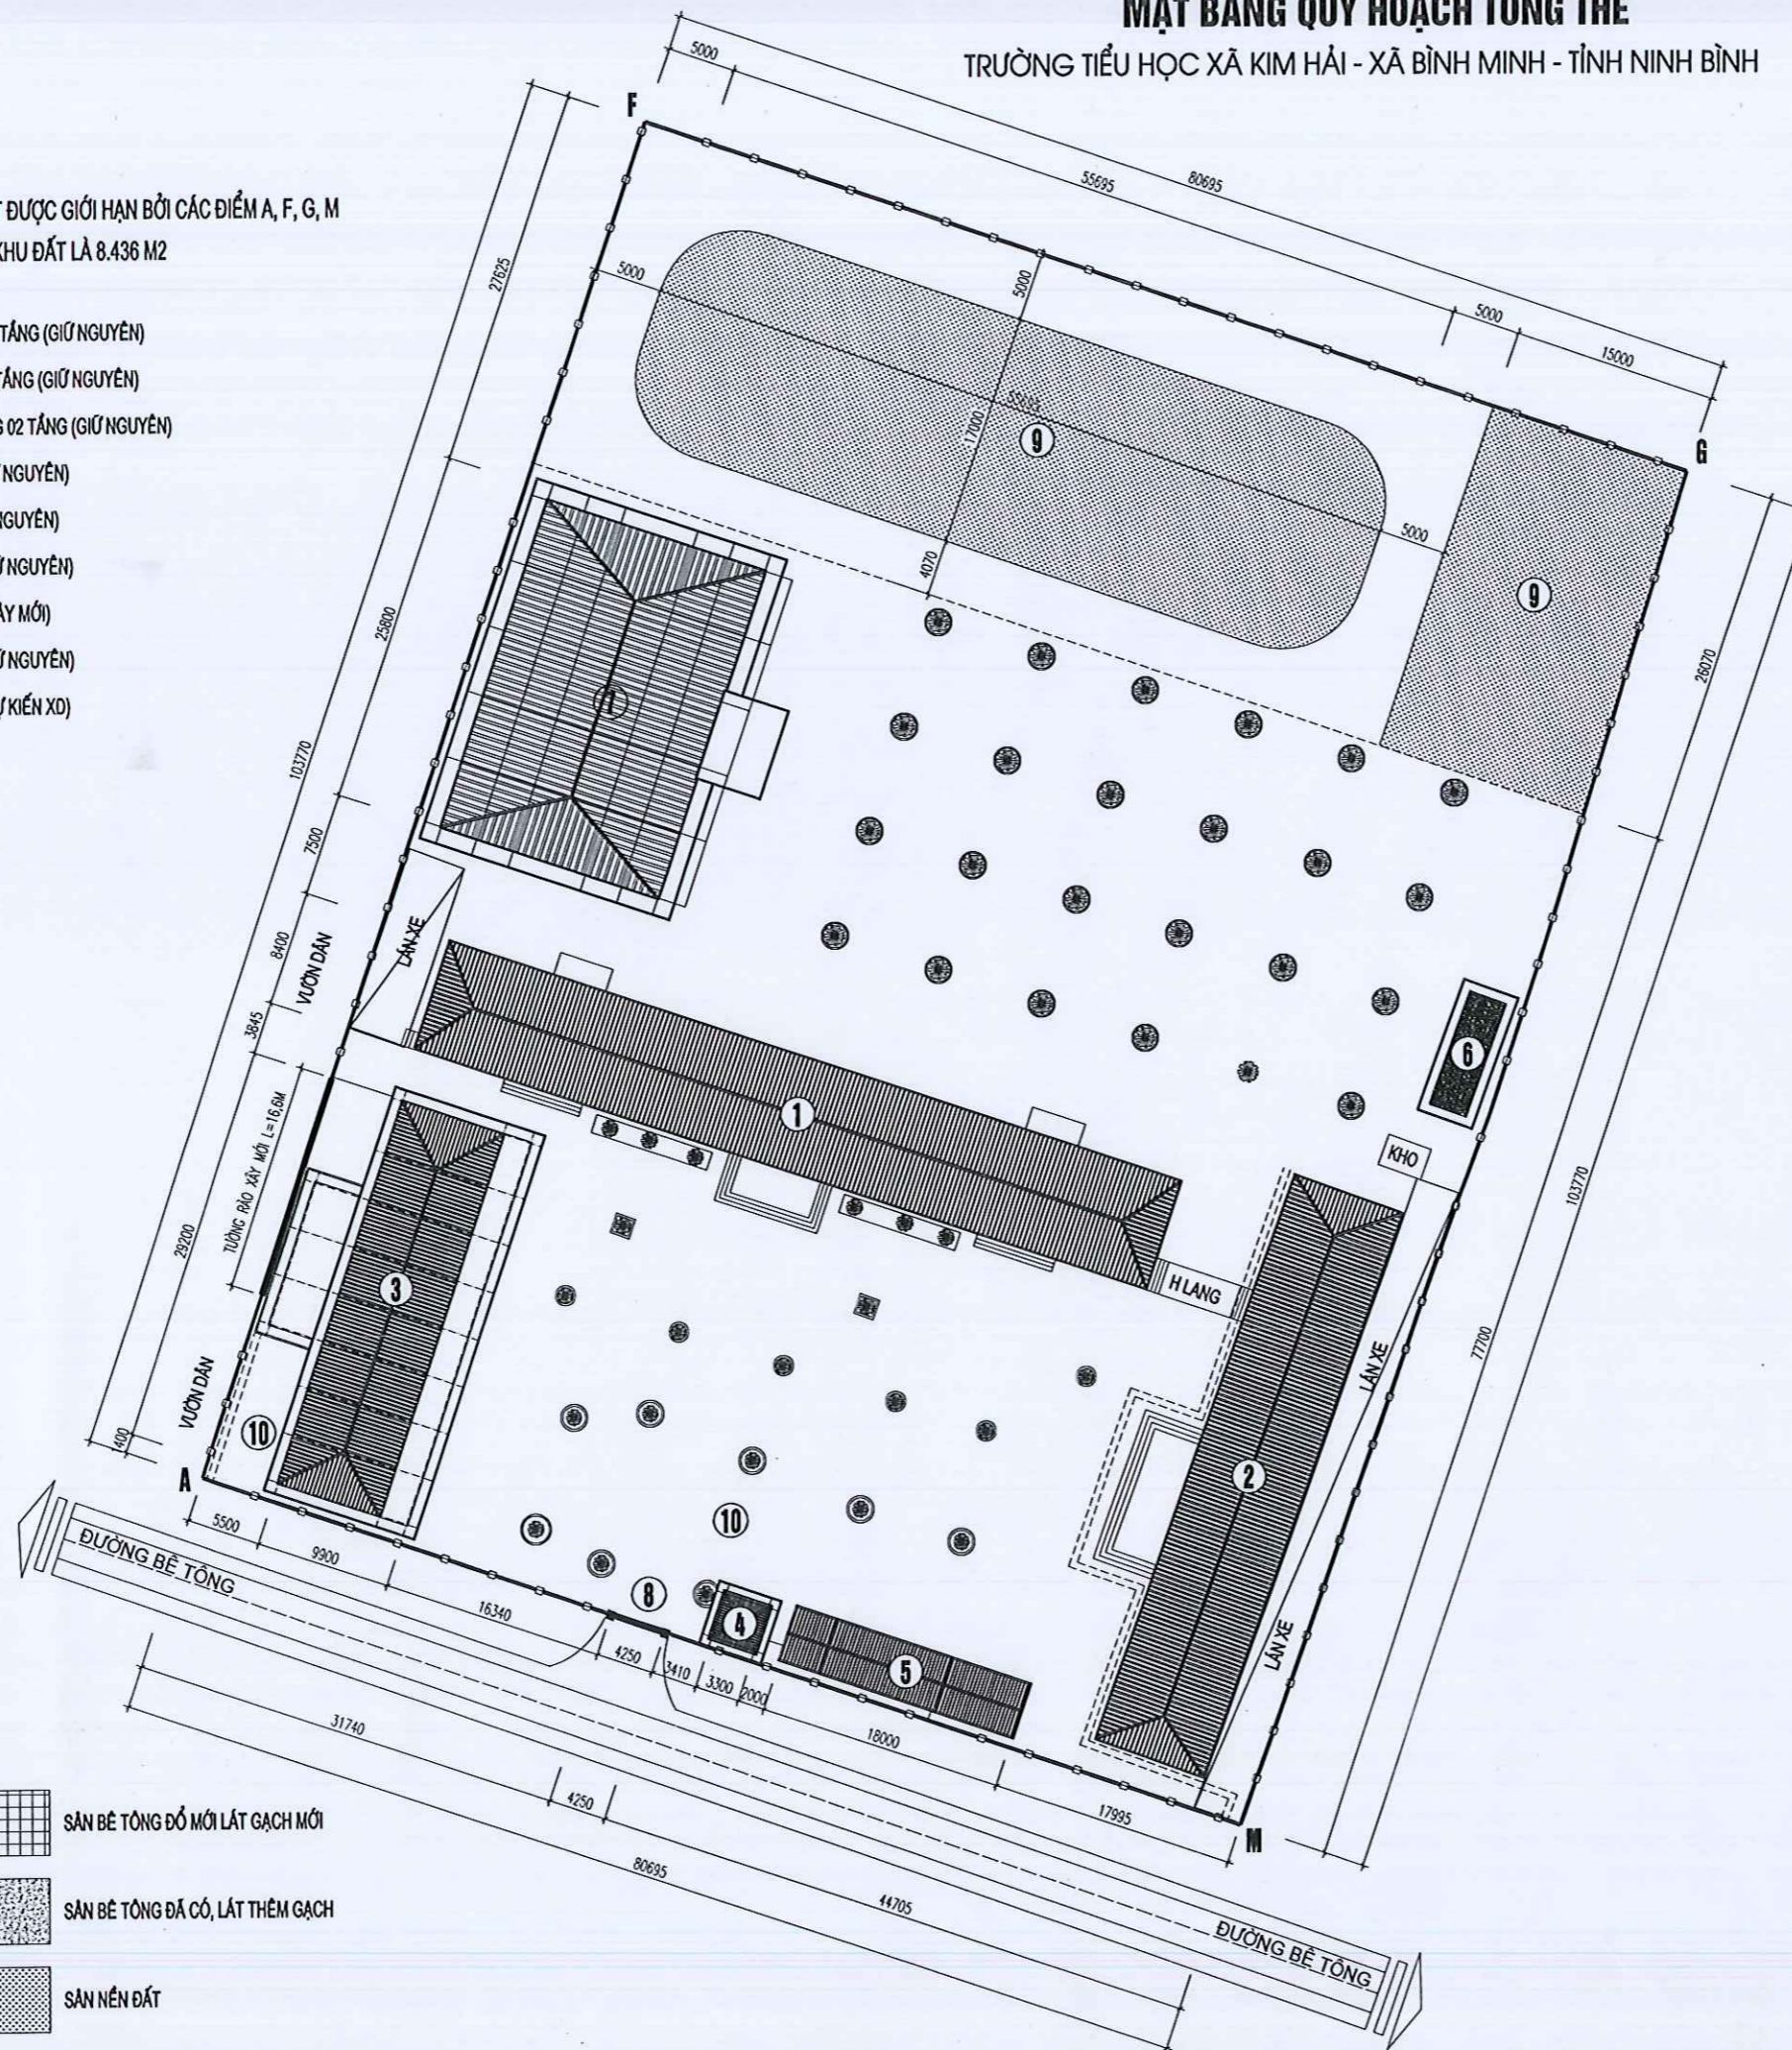 MẶT BẰNG QUY HOẠCH TỔNG THỂ
TRƯỜNG TIỂU HỌC XÃ KIM HẢI - XÃ BÌNH MINH - TỈNH NINH BÌNH
ĐƯỢC GIỚI HẠN BỞI CÁC ĐIỂM A, F, G, M
KHU ĐẤT LÀ 8.436 M2
TẦNG (GIỮ NGUYÊN)
TẦNG (GIỮ NGUYÊN)
02 TẦNG (GIỮ NGUYÊN)
NGUYÊN)
NGUYÊN)
NGUYÊN)
MỚI)
NGUYÊN)
KIẾN XD)
F
5000
55695
80695
5000
15000
G
27625
5000
5000
55695
17000
9
5000
4070
9
26070
25800
103770
7500
8400
3845
7
VƯỜN DÂN
LÁN XE
6
KHO
1
TƯỜNG RÀO XÂY MỚI L=16,6M
29200
3
H LANG
103770
77700
LÁN XE
VƯỜN DÂN
1400
10
A
2
10
8
4
5
LÁN XE
5500
9900
16340
4250
3410
3300
2000
18000
17995
M
ĐƯỜNG BÊ TÔNG
31740
4250
80695
44705
ĐƯỜNG BÊ TÔNG
SÂN BÊ TÔNG ĐỔ MỚI LÁT GẠCH MỚI
SÂN BÊ TÔNG ĐÃ CÓ, LÁT THÊM GẠCH
SÂN NỀN ĐẤT